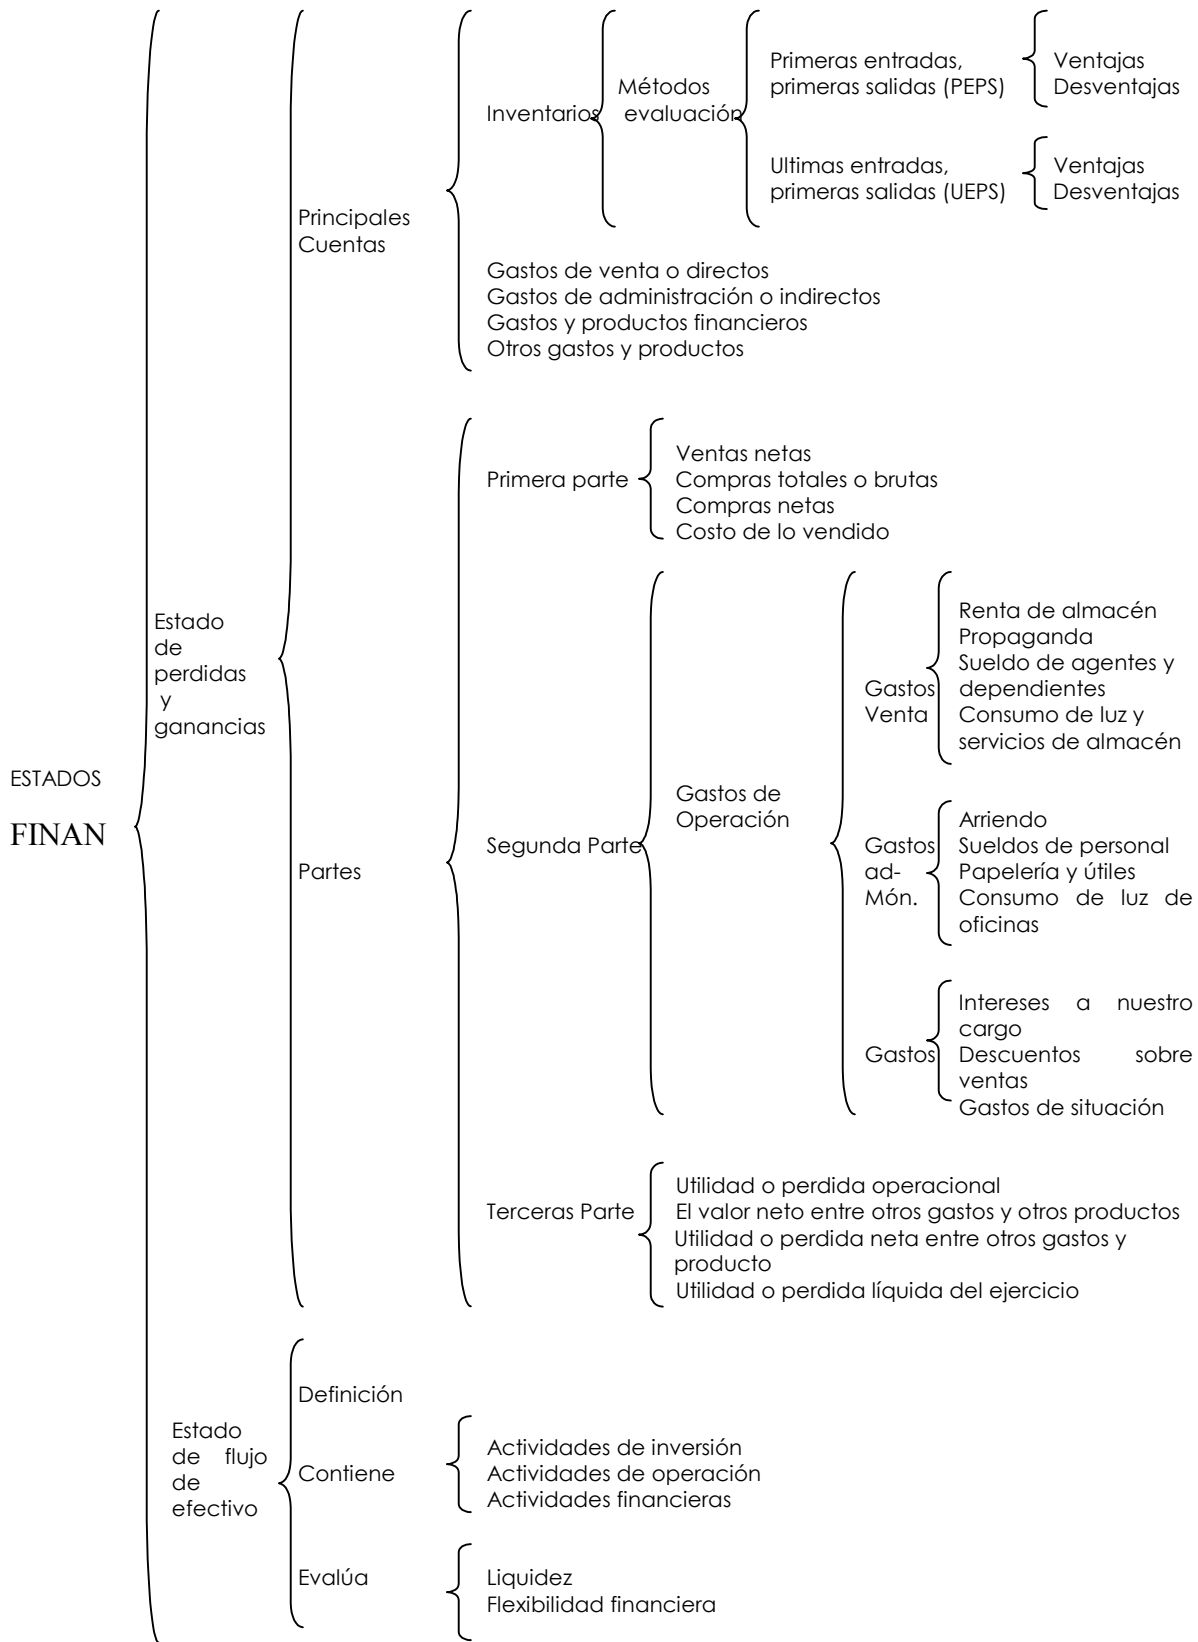 ESTADOS
FINAN
Estado
de
perdidas
y
ganancias
Principales
Cuentas
Inventarios
Métodos
evaluación
Primeras entradas,
primeras salidas (PEPS)
Ventajas
Desventajas
Ultimas entradas,
primeras salidas (UEPS)
Ventajas
Desventajas
Gastos de venta o directos
Gastos de administración o indirectos
Gastos y productos financieros
Otros gastos y productos
Partes
Primera parte
Ventas netas
Compras totales o brutas
Compras netas
Costo de lo vendido
Segunda Parte
Gastos de
Operación
Gastos
Venta
Renta de almacén
Propaganda
Sueldo de agentes y
dependientes
Consumo de luz y
servicios de almacén
Gastos
ad-
Món.
Arriendo
Sueldos de personal
Papelería y útiles
Consumo de luz de
oficinas
Gastos
Intereses a nuestro
cargo
Descuentos sobre
ventas
Gastos de situación
Terceras Parte
Utilidad o perdida operacional
El valor neto entre otros gastos y otros productos
Utilidad o perdida neta entre otros gastos y
producto
Utilidad o perdida líquida del ejercicio
Estado
de flujo
de
efectivo
Definición
Contiene
Actividades de inversión
Actividades de operación
Actividades financieras
Evalúa
Liquidez
Flexibilidad financiera